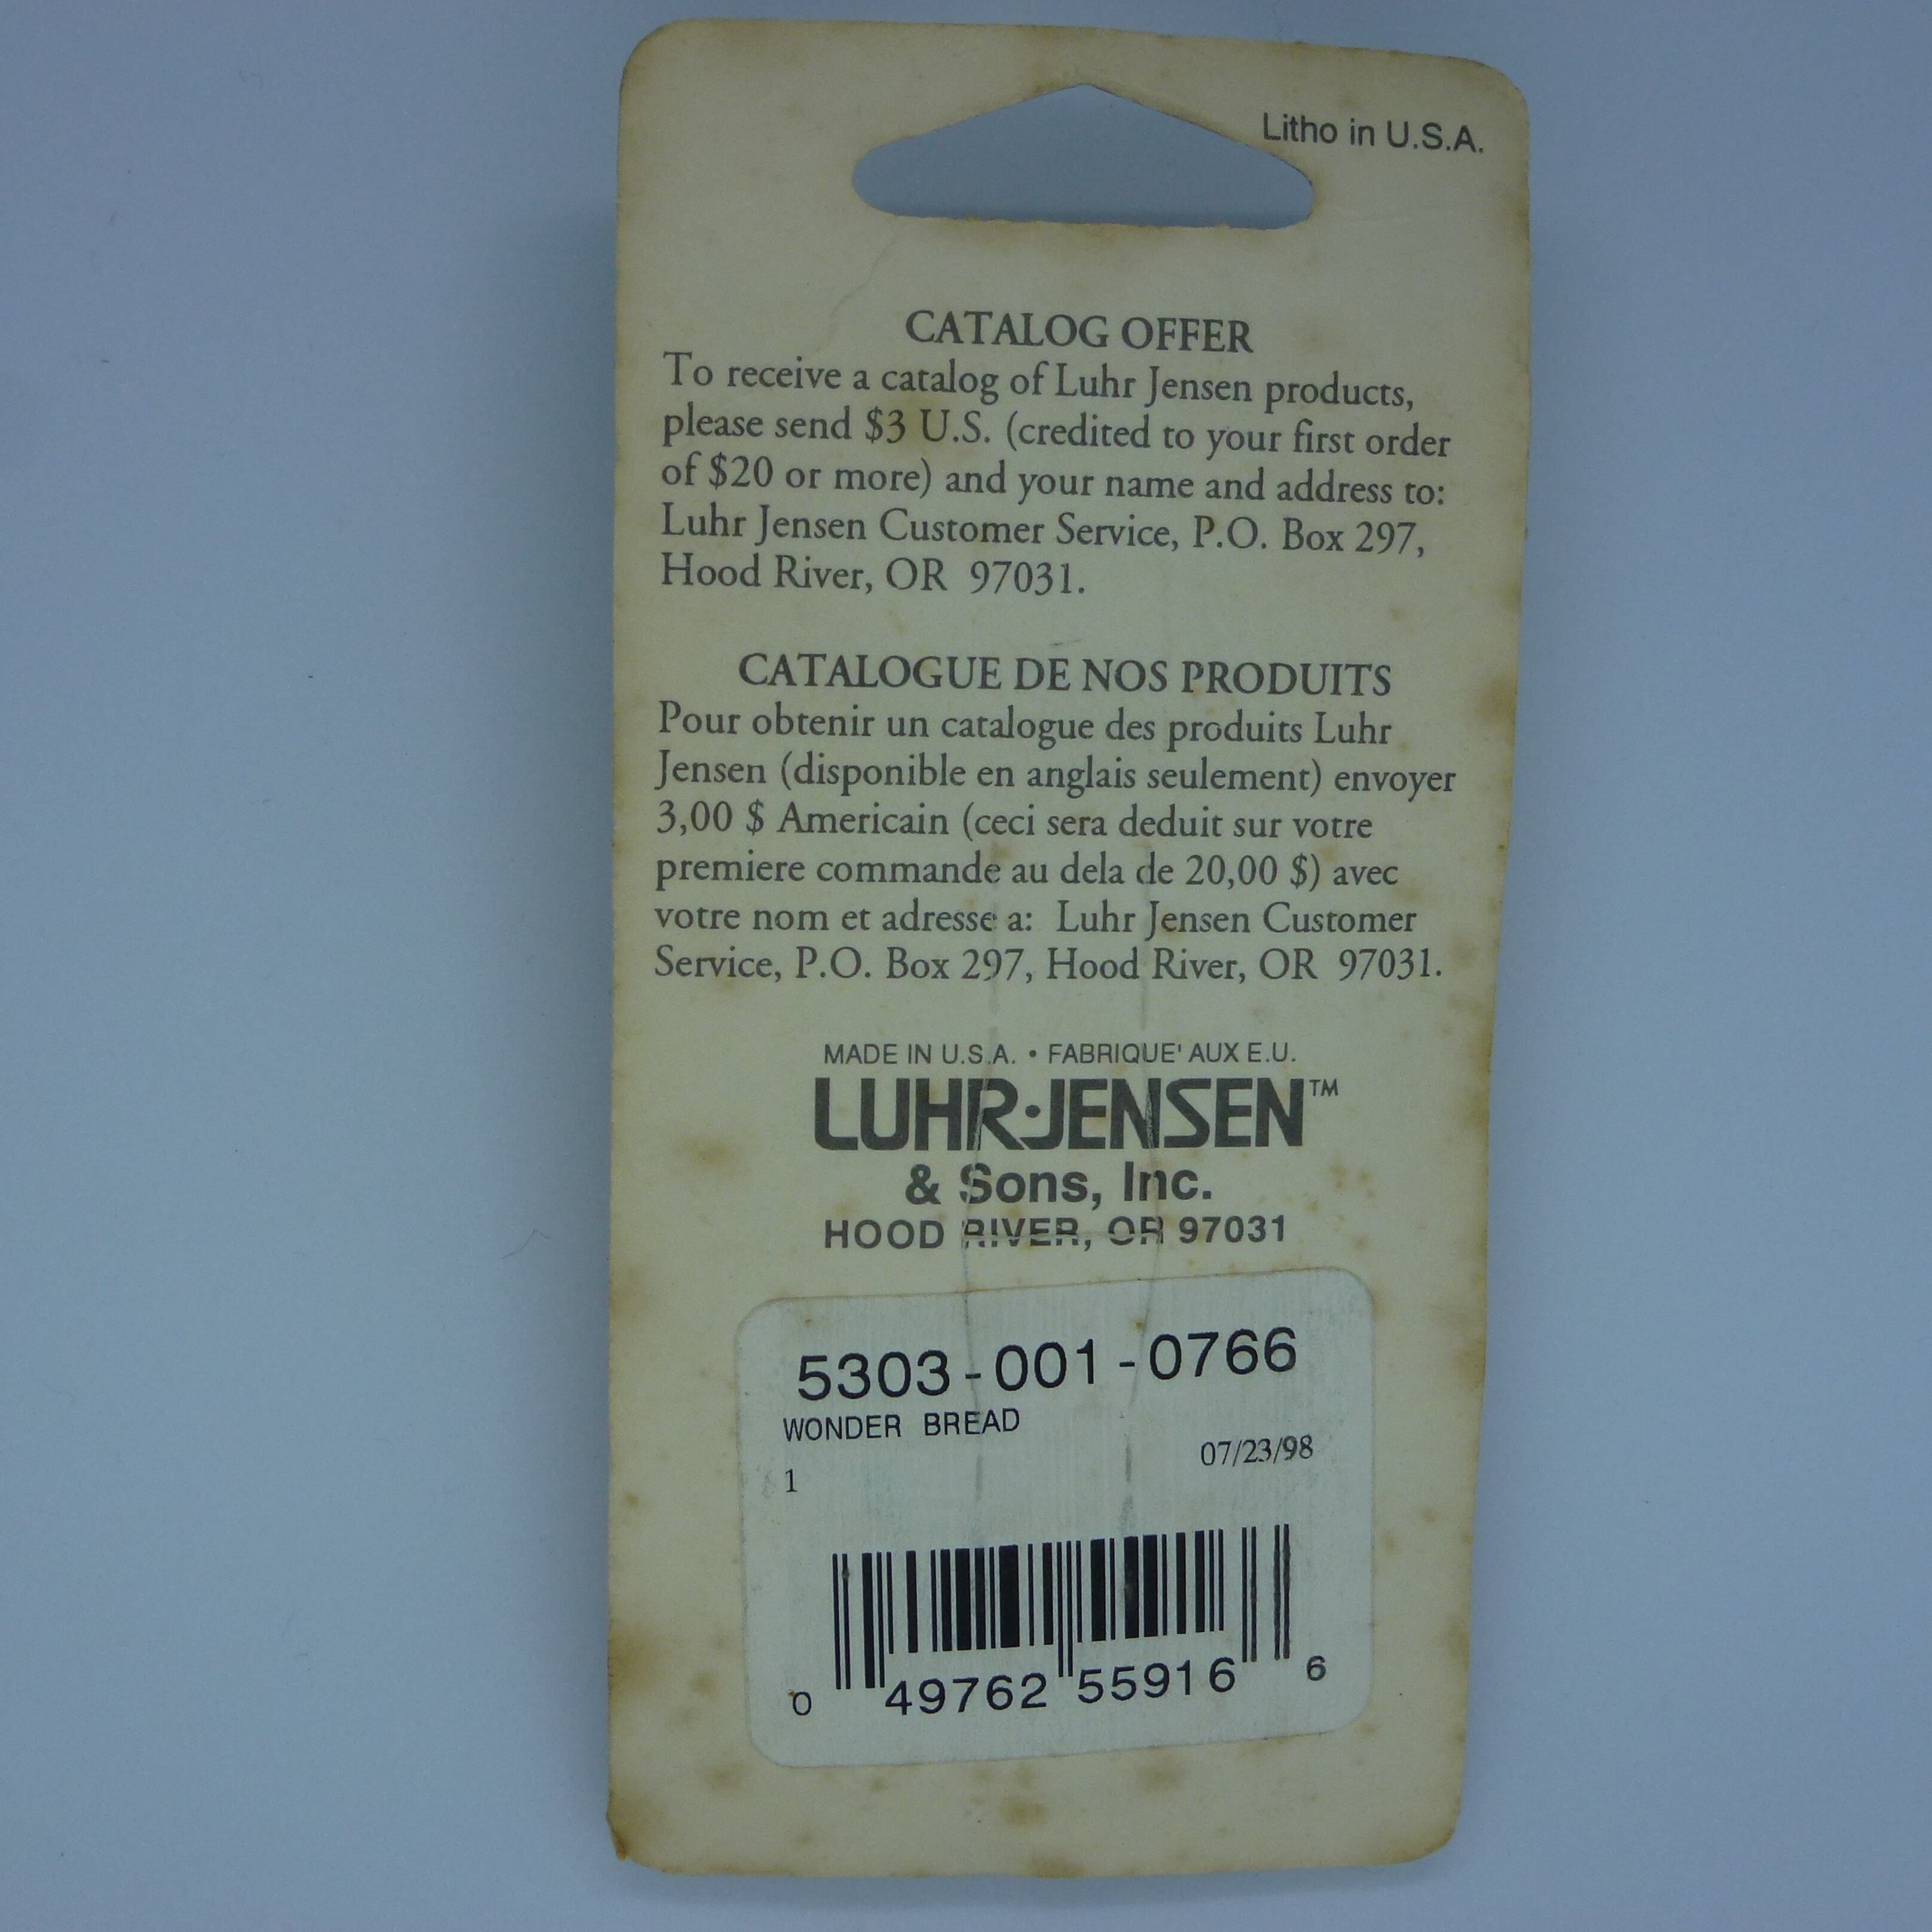 Litho in U.S.A.
CATALOG OFFER
To receive a catalog of Luhr Jensen products,
please send $3 U.S. (credited to your first order
of $20 or more) and your name and address to:
Luhr Jensen Customer Service, P.O. Box 297,
Hood River, OR 97031.
CATALOGUE DE NOS PRODUITS
Pour obtenir un catalogue des produits Luhr
Jensen (disponible en anglais seulement) envoyer
3,00 $ Americain (ceci sera deduit sur votre
premiere commande au dela de 20,00 $) avec
votre nom et adresse a: Luhr Jensen Customer
Service, P.O. Box 297, Hood River, OR 97031.
MADE IN U.S.A. • FABRIQUE' AUX E.U.
LUHR·JENSEN™
& Sons, Inc.
HOOD RIVER, OR 97031
5303-001-0766
WONDER BREAD
07/23/98
1
0 49762 55916 6